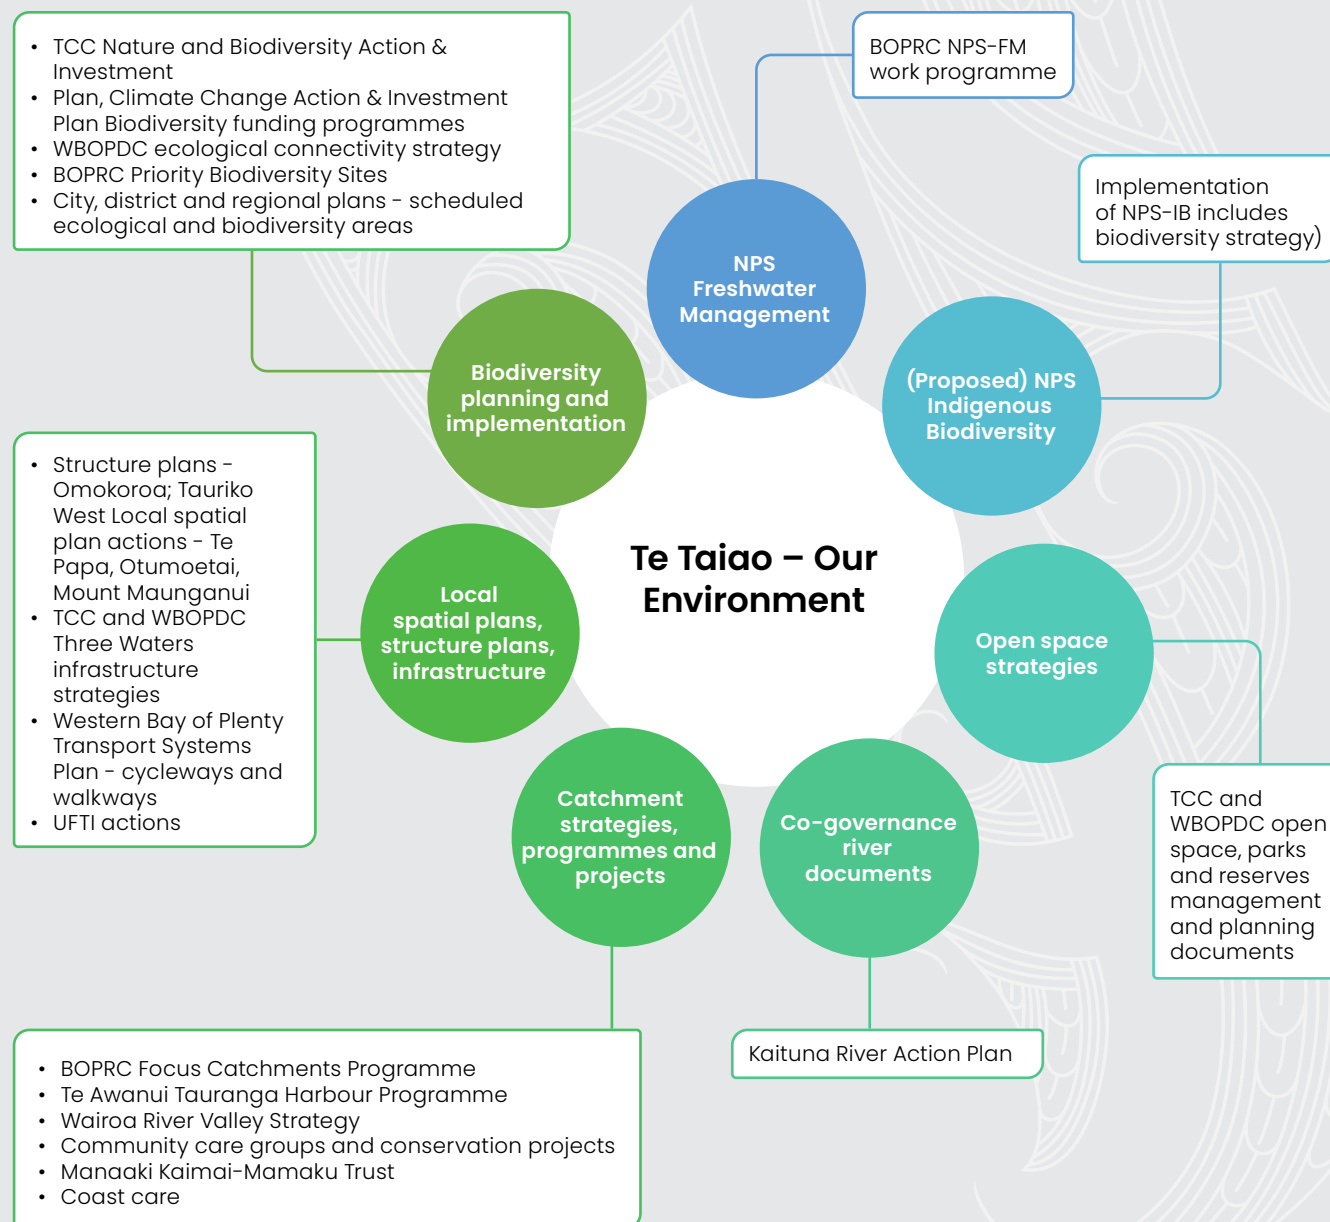 • TCC Nature and Biodiversity Action &
Investment
• Plan, Climate Change Action & Investment
Plan Biodiversity funding programmes
• WBOPDC ecological connectivity strategy
• BOPRC Priority Biodiversity Sites
• City, district and regional plans - scheduled
ecological and biodiversity areas
BOPRC NPS-FM
work programme
Implementation
of NPS-IB includes
biodiversity strategy)
NPS
Freshwater
Management
Biodiversity
planning and
implementation
(Proposed) NPS
Indigenous
Biodiversity
• Structure plans -
Omokoroa; Tauriko
West Local spatial
plan actions - Te
Papa, Otumoetai,
Mount Maunganui
• TCC and WBOPDC
Three Waters
infrastructure
strategies
• Western Bay of Plenty
Transport Systems
Plan - cycleways and
walkways
• UFTI actions
Te Taiao – Our
Environment
Local
spatial plans,
structure plans,
infrastructure
Open space
strategies
Catchment
strategies,
programmes and
projects
Co-governance
river
documents
TCC and
WBOPDC open
space, parks
and reserves
management
and planning
documents
Kaituna River Action Plan
• BOPRC Focus Catchments Programme
• Te Awanui Tauranga Harbour Programme
• Wairoa River Valley Strategy
• Community care groups and conservation projects
• Manaaki Kaimai-Mamaku Trust
• Coast care